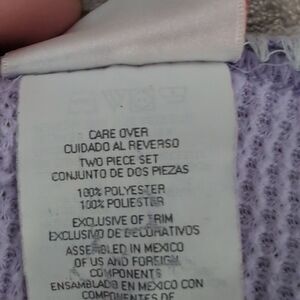 CARE OVER
CUIDADO AL REVERSO
TWO PIECE SET
CONJUNTO DE DOS PIEZAS
100% POLYESTER
100% POLIESTER
EXCLUSIVE OF TRIM
EXCLUSIVO DE DECORATIVOS
ASSEMBLED IN MEXICO
OF US AND FOREIGN
COMPONENTS
ENSAMBLADO EN MEXICO CON
COMPONENTES DE